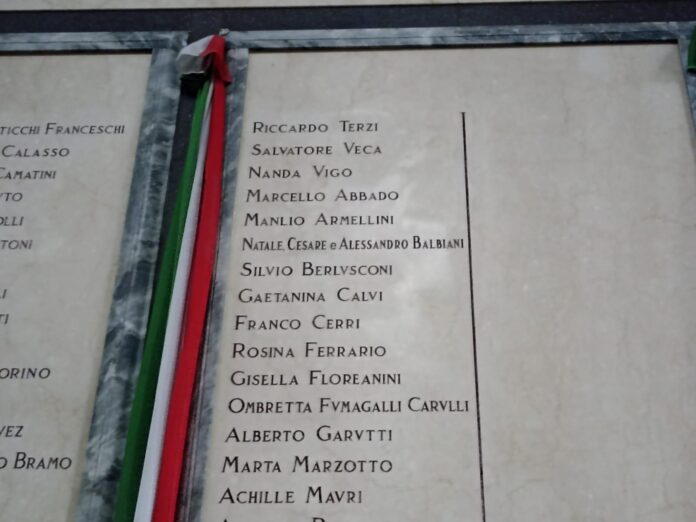 TICCHI FRANCESCHI
CALASSO
CAMATINI
TONI
ORINO
VEZ
O BRAMO
RICCARDO TERZI
SALVATORE VECA
NANDA VIGO
MARCELLO ABBADO
MANLIO ARMELLINI
NATALE, CESARE e ALESSANDRO BALBIANI
SILVIO BERLVSCONI
GAETANINA CALVI
FRANCO CERRI
ROSINA FERRARIO
GISELLA FLOREANINI
OMBRETTA FVMAGALLI CARVLLI
ALBERTO GARVTTI
MARTA MARZOTTO
ACHILLE MAVRI